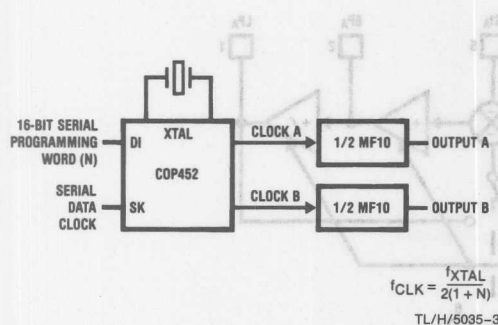 XTAL
16-BIT SERIAL
PROGRAMMING
WORD (N)
DI
COP452
CLOCK A
1/2 MF10
OUTPUT A
SERIAL
DATA
CLOCK
SK
CLOCK B
1/2 MF10
OUTPUT B
fCLK = fXTAL
2(1 + N)
TL/H/5035-3